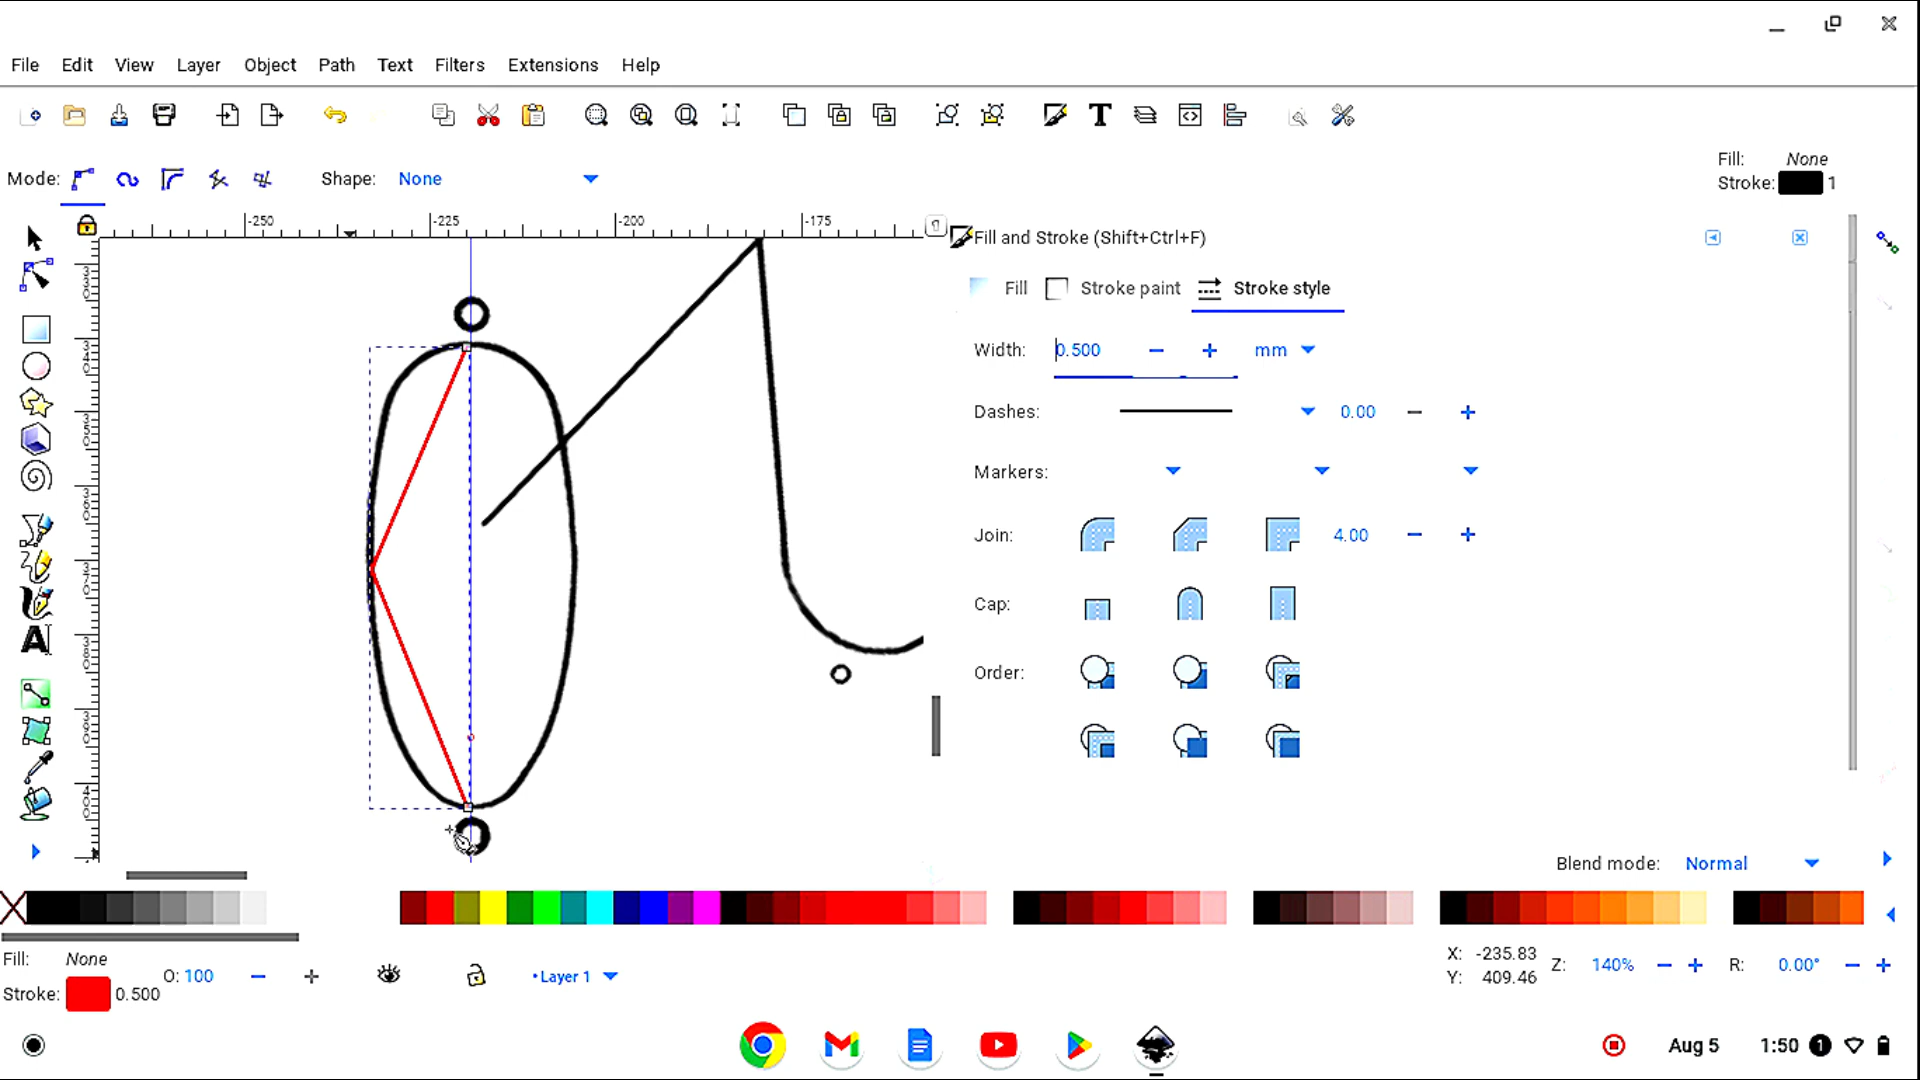 File Edit View Layer Object Path Text Filters Extensions Help
Mode: Shape: None
Fill: None
Stroke: 1
-250 -225 -200 -175
Fill and Stroke (Shift+Ctrl+F)
Fill Stroke paint Stroke style
Width: 0.500 mm
Dashes: 0.00
Markers:
Join: 4.00
Cap:
Order:
Blend mode: Normal
Fill: None
O: 100
Stroke: 0.500
•Layer 1
X: -235.83
Y: 409.46
Z: 140%
R: 0.00°
Aug 5 1:50 1